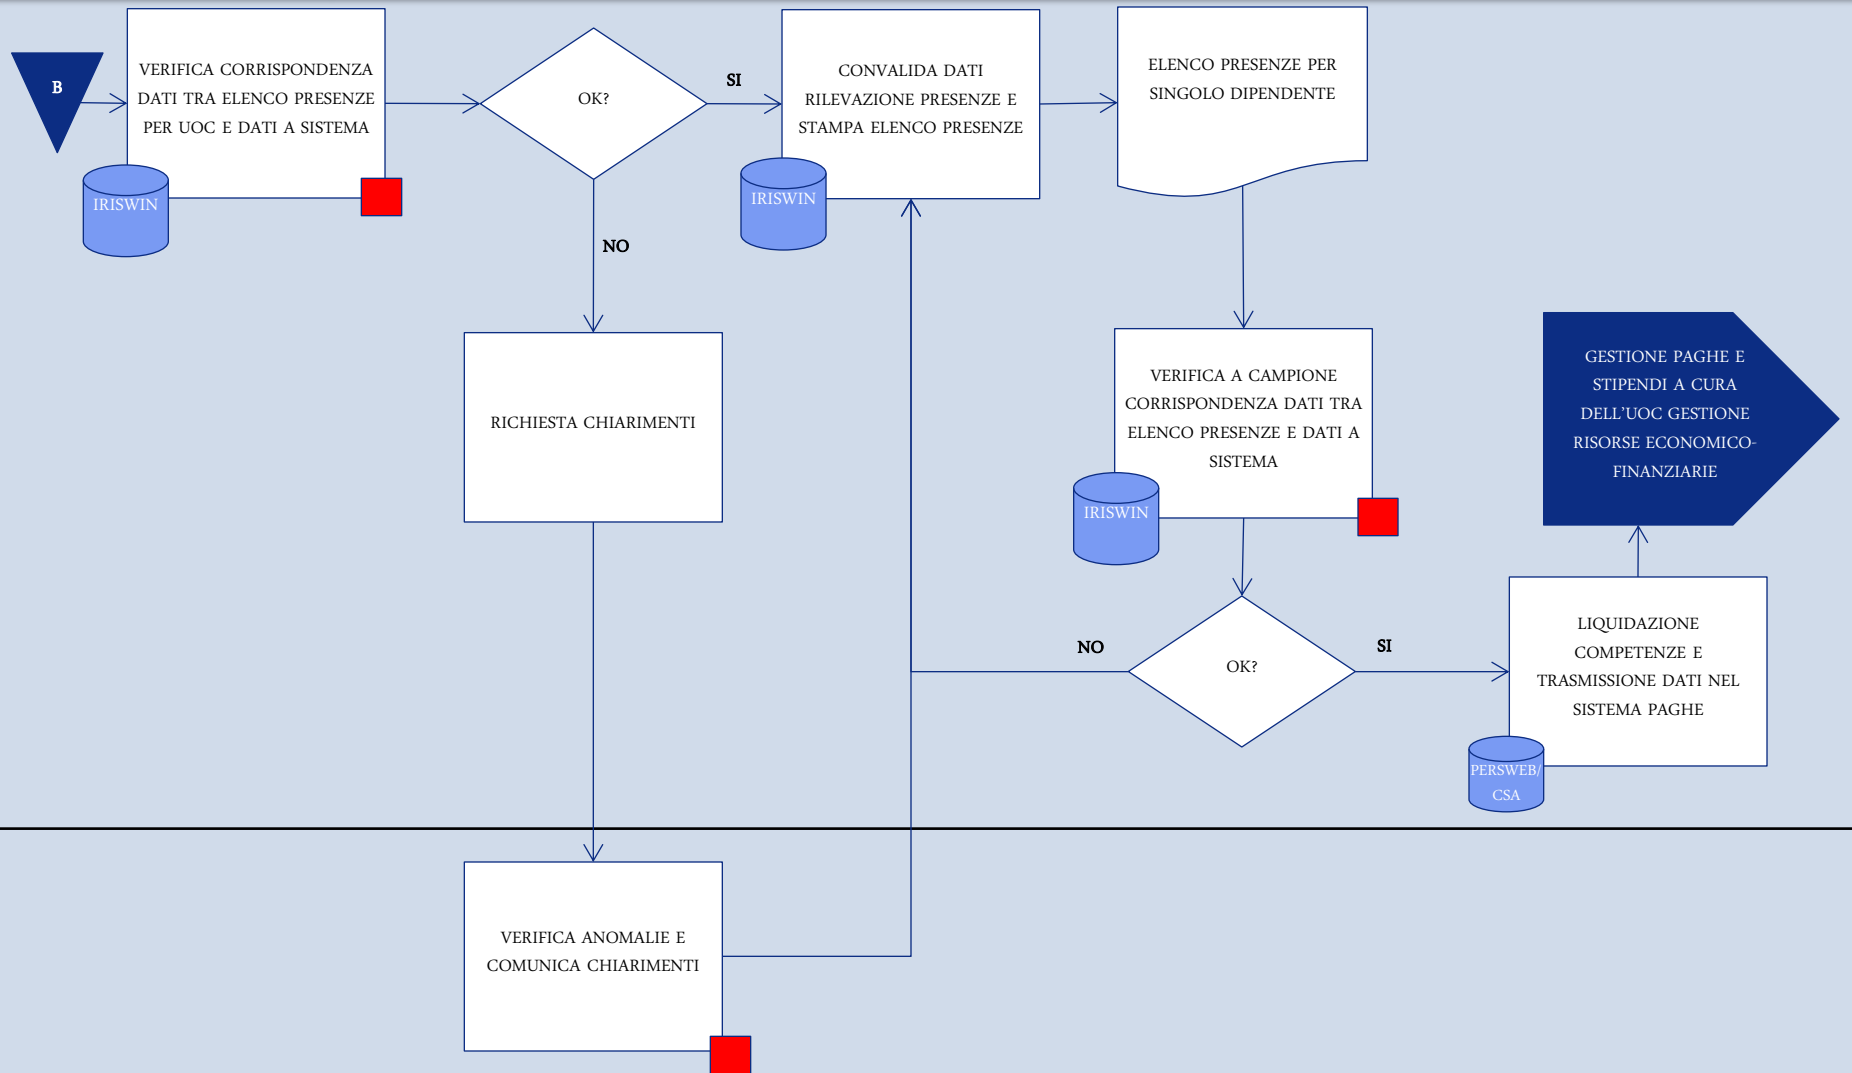 B
VERIFICA CORRISPONDENZA
DATI TRA ELENCO PRESENZE
PER UOC E DATI A SISTEMA
IRISWIN
OK?
SI
NO
CONVALIDA DATI
RILEVAZIONE PRESENZE E
STAMPA ELENCO PRESENZE
IRISWIN
ELENCO PRESENZE PER
SINGOLO DIPENDENTE
RICHIESTA CHIARIMENTI
VERIFICA A CAMPIONE
CORRISPONDENZA DATI TRA
ELENCO PRESENZE E DATI A
SISTEMA
IRISWIN
GESTIONE PAGHE E
STIPENDI A CURA
DELL'UOC GESTIONE
RISORSE ECONOMICO-
FINANZIARIE
NO
OK?
SI
LIQUIDAZIONE
COMPETENZE E
TRASMISSIONE DATI NEL
SISTEMA PAGHE
PERSWEB/
CSA
VERIFICA ANOMALIE E
COMUNICA CHIARIMENTI